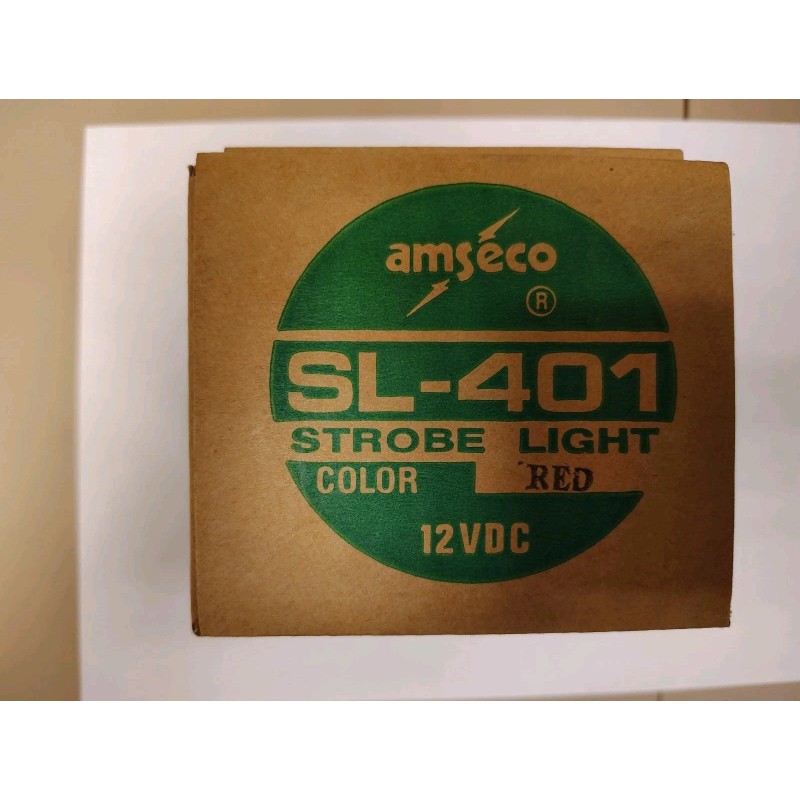 amseco
®
SL-401
STROBE LIGHT
COLOR RED
12VDC